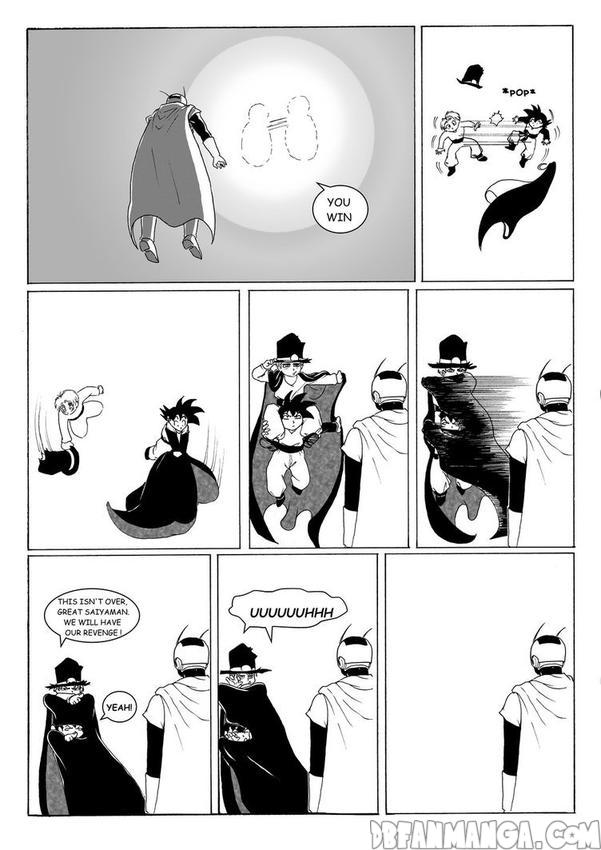 YOU
WIN
*POP*
THIS ISN'T OVER,
GREAT SAIYAMAN.
WE WILL HAVE
OUR REVENGE !
YEAH!
UUUUUUHHH
DBFANMANGA.COM